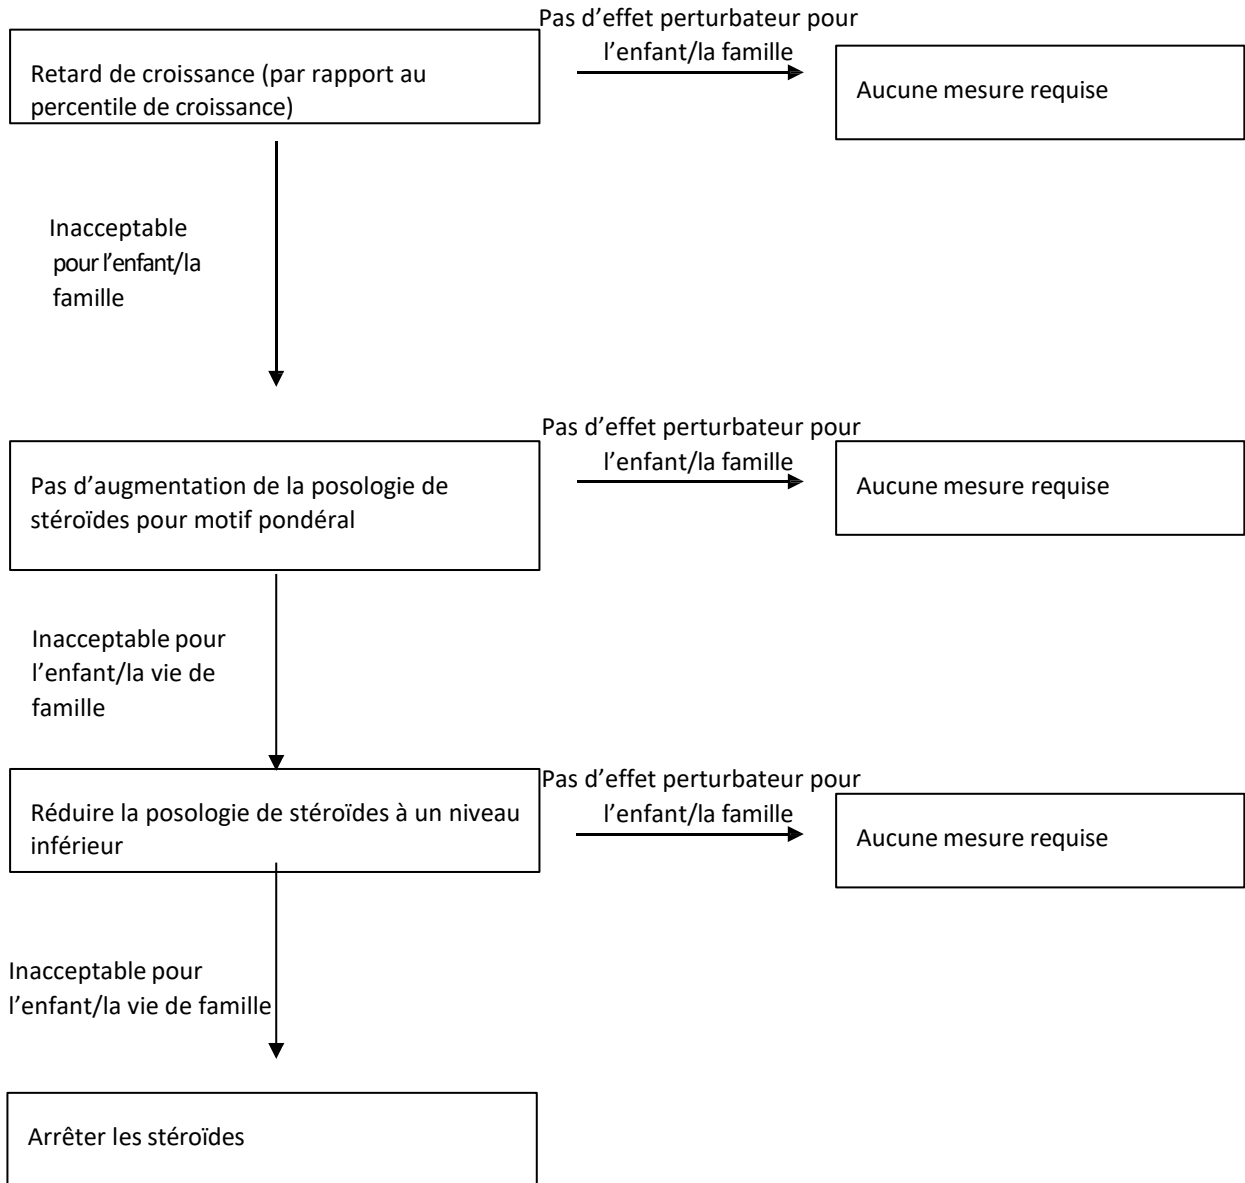 Pas d’effet perturbateur pour
l’enfant/la famille
Retard de croissance (par rapport au
percentile de croissance)
Aucune mesure requise
Inacceptable
pour l’enfant/la
famille
Pas d’effet perturbateur pour
l’enfant/la famille
Pas d’augmentation de la posologie de
stéroïdes pour motif pondéral
Aucune mesure requise
Inacceptable pour
l’enfant/la vie de
famille
Pas d’effet perturbateur pour
l’enfant/la famille
Réduire la posologie de stéroïdes à un niveau
inférieur
Aucune mesure requise
Inacceptable pour
l’enfant/la vie de famille
Arrêter les stéroïdes